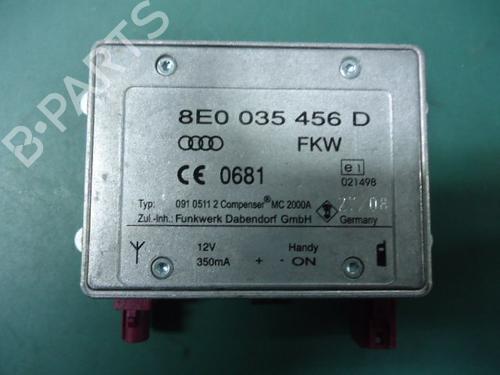 B-PARTS
8E0 035 456 D
FKW
CE 0681
e1
021498
Typ: 091 0511 2 Compenser® MC 2000A
Zul.-Inh.: Funkwerk Dabendorf GmbH
Germany
12V Handy
350mA + - ON